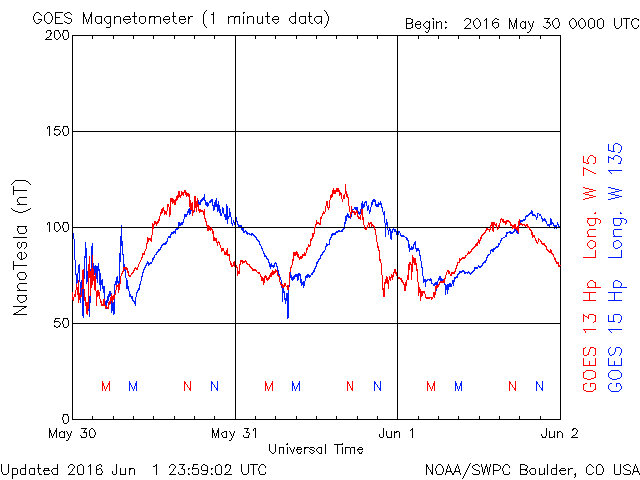 GOES Magnetometer (1 minute data)
Begin: 2016 May 30 0000 UTC
200
150
100
50
0
NanoTesla (nT)
M M N N M M N N M M N N
May 30 May 31 Jun 1 Jun 2
Universal Time
GOES 13 Hp Long. W 75
GOES 15 Hp Long. W 135
Updated 2016 Jun 1 23:59:02 UTC
NOAA/SWPC Boulder, CO USA